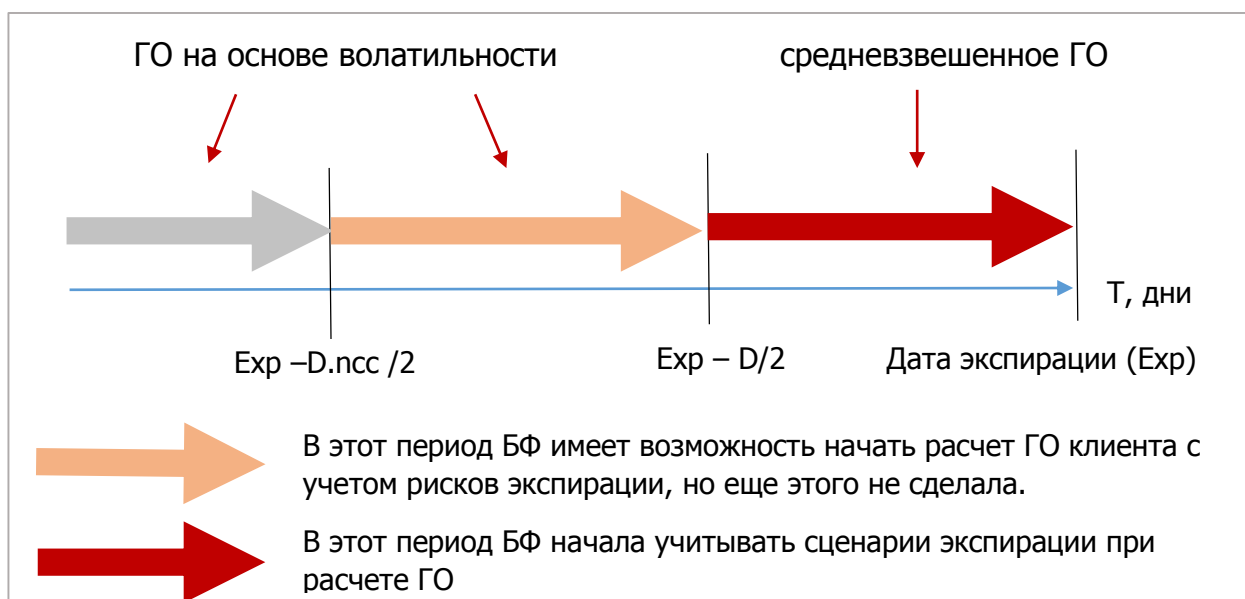 ГО на основе волатильности
средневзвешенное ГО
Т, дни
Exp –D.ncc /2
Exp – D/2
Дата экспирации (Exp)
В этот период БФ имеет возможность начать расчет ГО клиента с
учетом рисков экспирации, но еще этого не сделала.
В этот период БФ начала учитывать сценарии экспирации при
расчете ГО